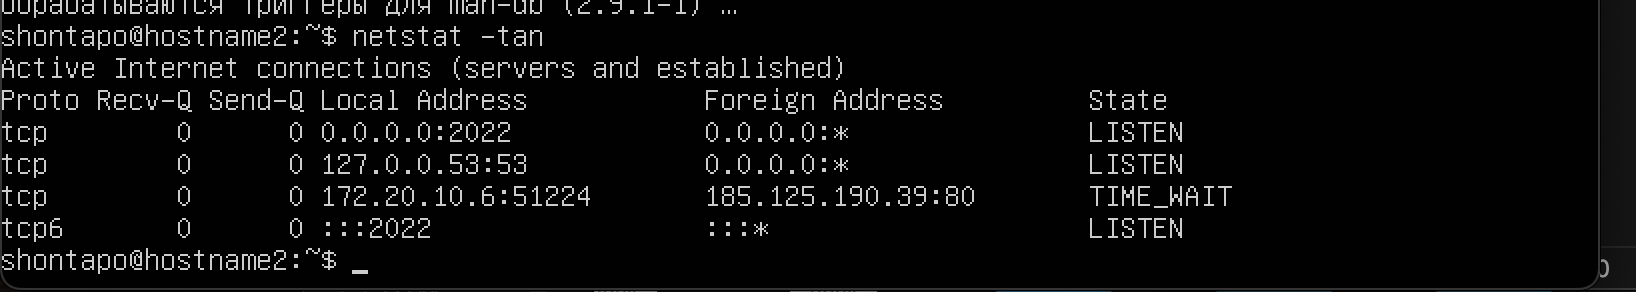 Обрабатываются триггеры для man-db (2.9.1-1) …
shontapo@hostname2:~$ netstat -tan
Active Internet connections (servers and established)
Proto Recv-Q Send-Q Local Address           Foreign Address         State
tcp        0      0 0.0.0.0:2022            0.0.0.0:*               LISTEN
tcp        0      0 127.0.0.53:53           0.0.0.0:*               LISTEN
tcp        0      0 172.20.10.6:51224       185.125.190.39:80       TIME_WAIT
tcp6       0      0 :::2022                 :::*                    LISTEN
shontapo@hostname2:~$ _